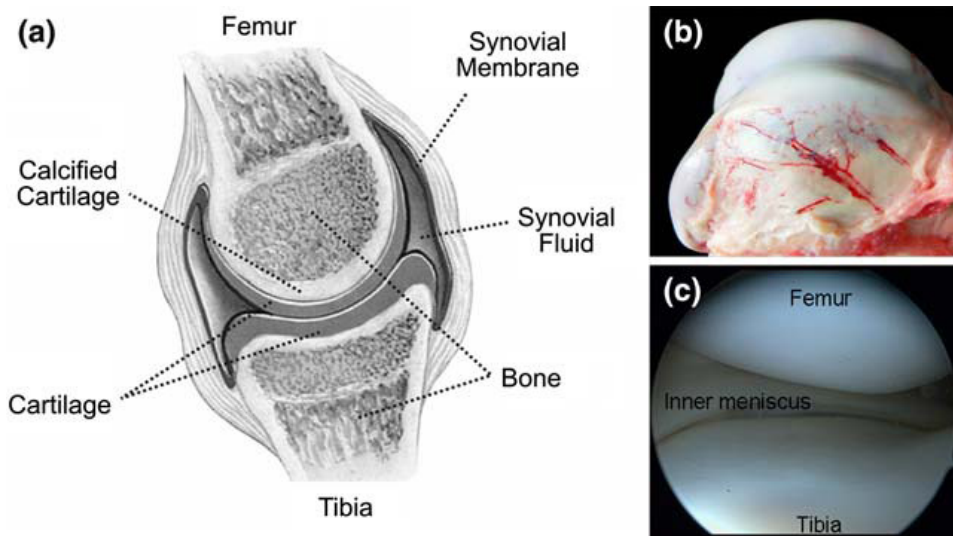 (a)
Femur
Synovial
Membrane
Calcified
Cartilage
Synovial
Fluid
Cartilage
Bone
Tibia
(b)
(c)
Femur
Inner meniscus
Tibia